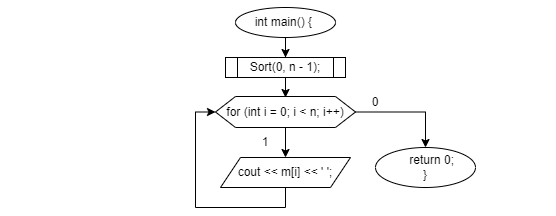 int main() {
Sort(0, n - 1);
for (int i = 0; i < n; i++)
0
1
cout << m[i] << ' ';
return 0;
}